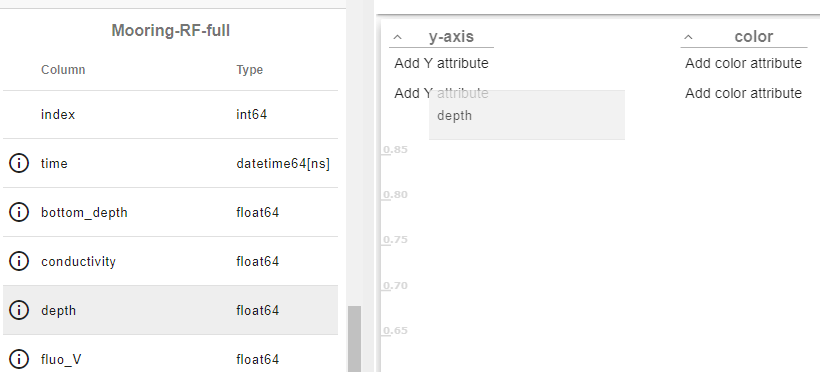 Mooring-RF-full
Column Type
index int64
time datetime64[ns]
bottom_depth float64
conductivity float64
depth float64
fluo_V float64
y-axis color
Add Y attribute Add color attribute
Add Y attribute Add color attribute
depth
0.85
0.80
0.75
0.70
0.65